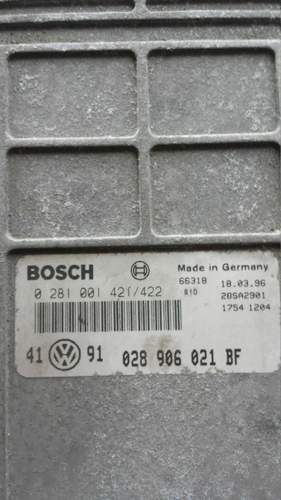 BOSCH
Made in Germany
0 281 001 421/422
66318 18.03.96
810 28SA2901
1754 1204
41 91 028 906 021 BF